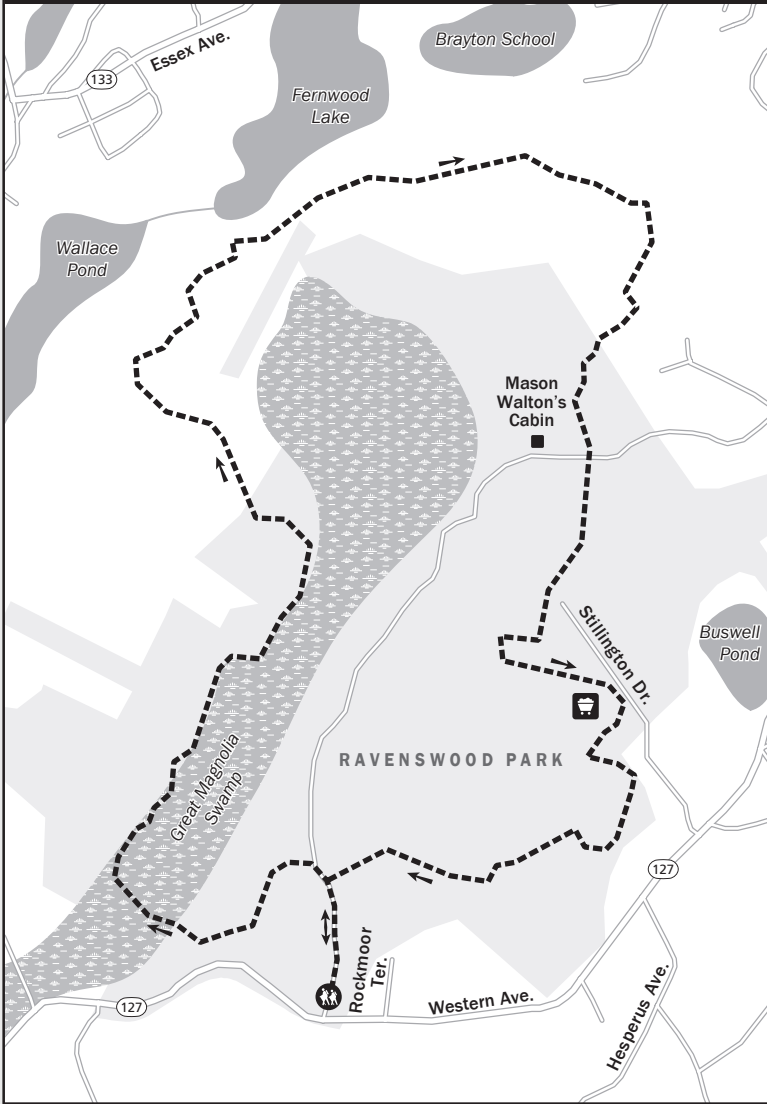 Brayton School
Essex Ave.
133
Fernwood
Lake
Wallace
Pond
Mason
Walton's
Cabin
Stillington Dr.
Buswell
Pond
RAVENSWOOD PARK
Great Magnolia
Swamp
127
Rockmoor
Ter.
127
Western Ave.
Hesperus Ave.